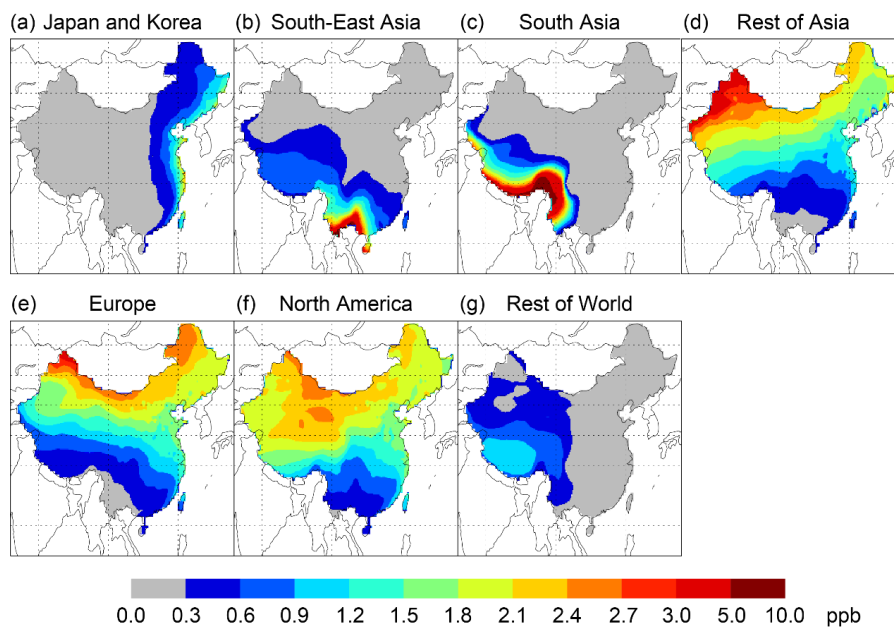 (a) Japan and Korea
(b) South-East Asia
(c) South Asia
(d) Rest of Asia
(e) Europe
(f) North America
(g) Rest of World
0.0 0.3 0.6 0.9 1.2 1.5 1.8 2.1 2.4 2.7 3.0 5.0 10.0 ppb